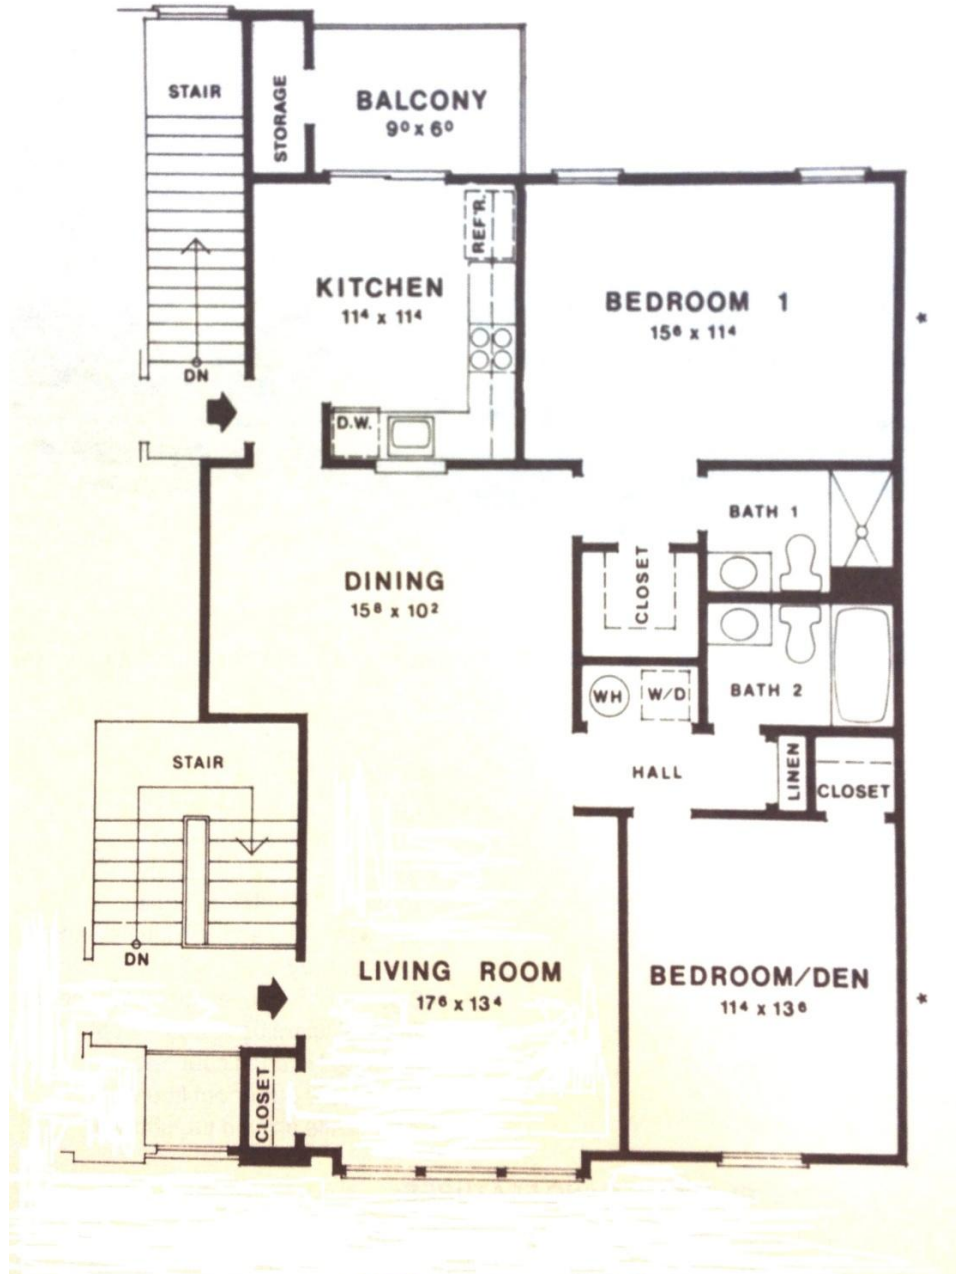 STAIR
STORAGE
BALCONY
9⁰ x 6⁰
REF'R.
KITCHEN
11⁴ x 11⁴
BEDROOM 1
15⁶ x 11⁴
*
DN
D.W.
BATH 1
CLOSET
DINING
15⁸ x 10²
WH
W/D
BATH 2
STAIR
HALL
LINEN
CLOSET
DN
LIVING ROOM
17⁶ x 13⁴
BEDROOM/DEN
11⁴ x 13⁶
*
CLOSET